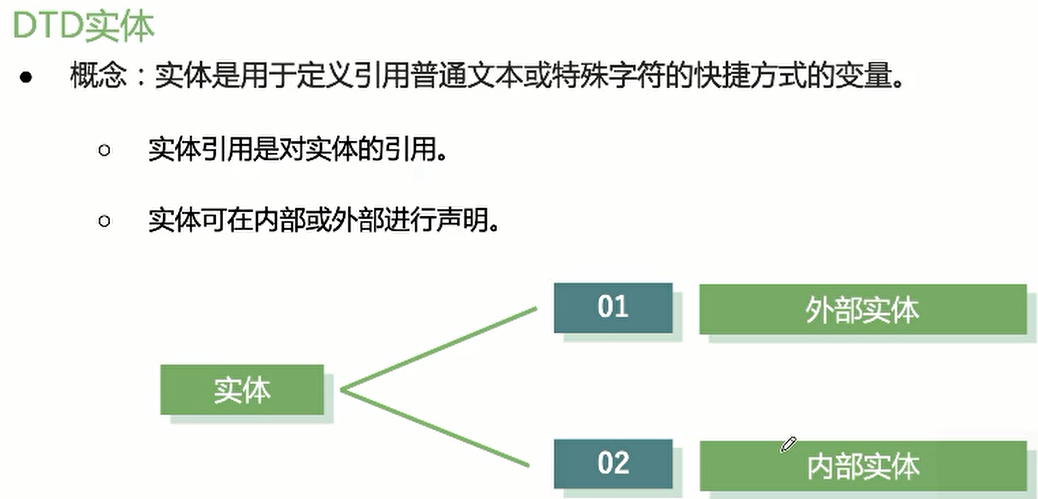 DTD实体
概念：实体是用于定义引用普通文本或特殊字符的快捷方式的变量。
实体引用是对实体的引用。
实体可在内部或外部进行声明。
01
外部实体
实体
02
内部实体